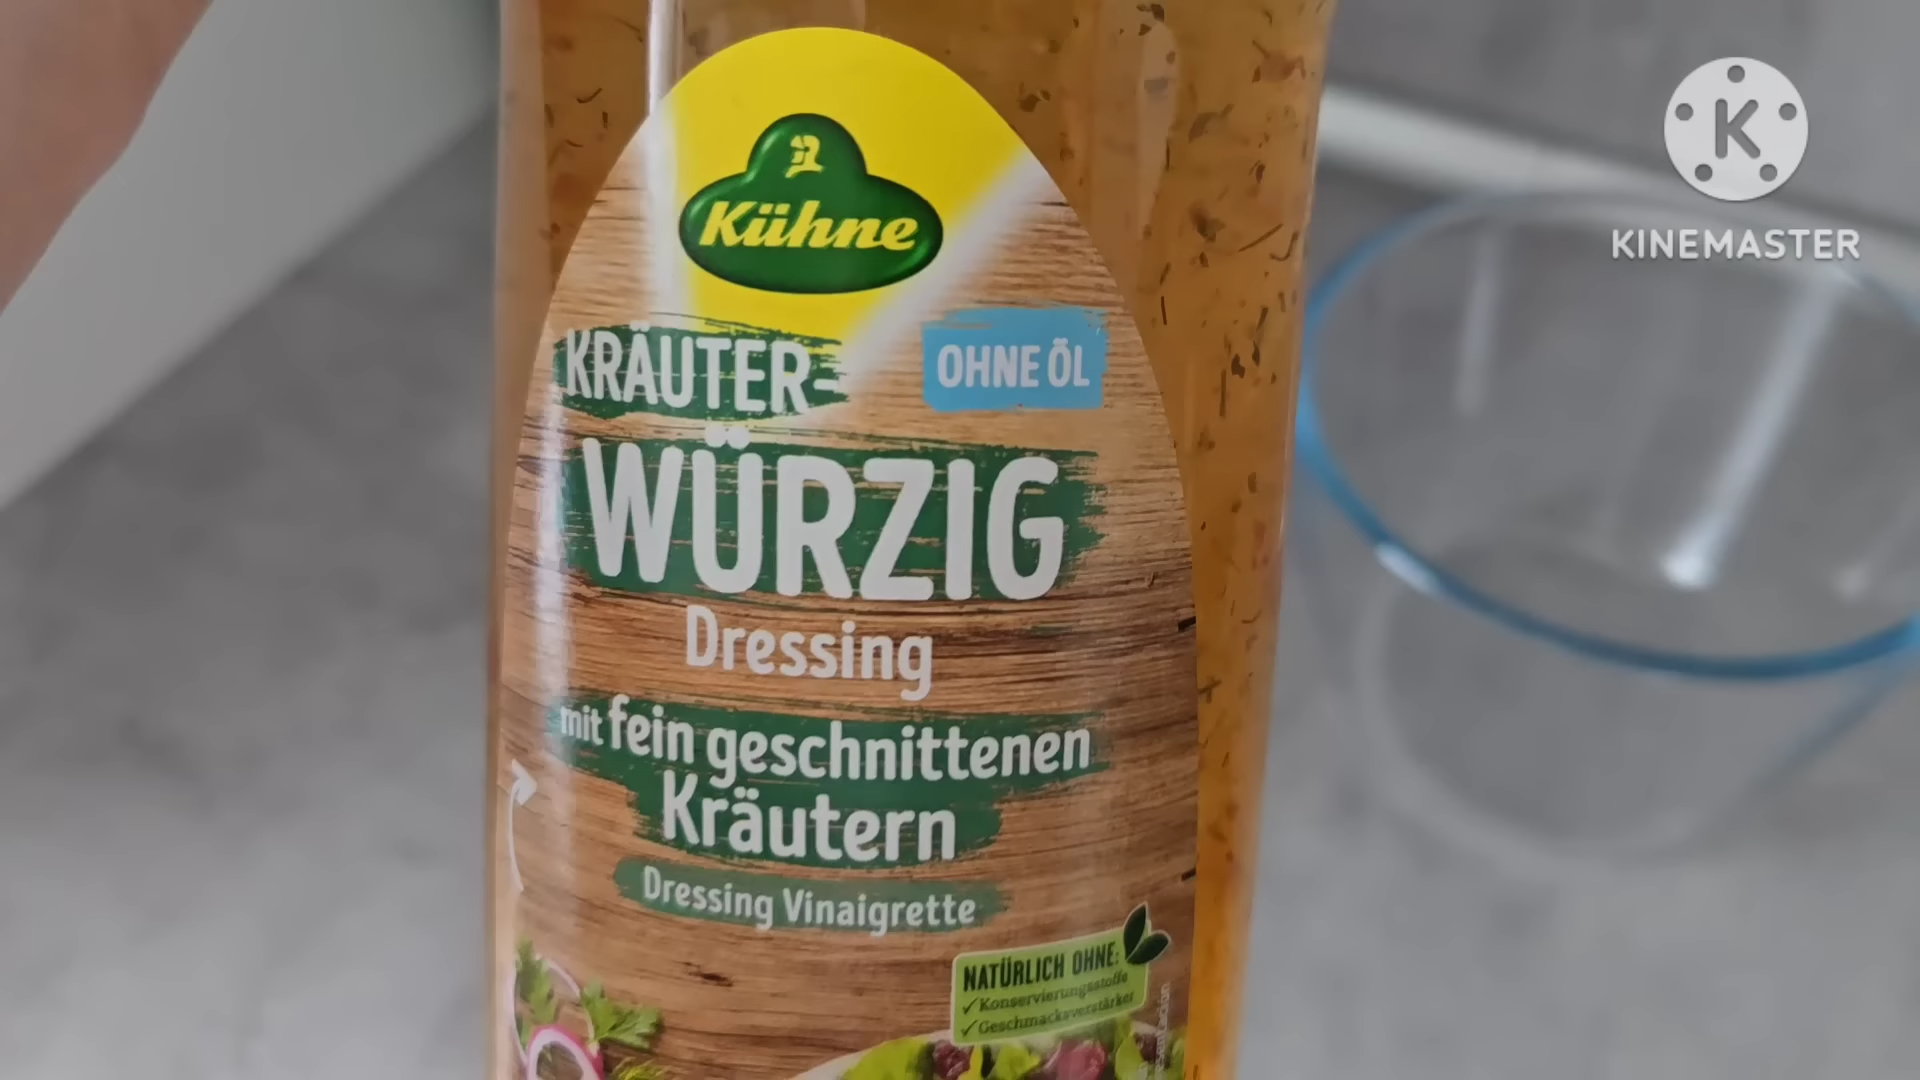 Kühne
KRÄUTER-
OHNE ÖL
WÜRZIG
Dressing
mit fein geschnittenen
Kräutern
Dressing Vinaigrette
NATÜRLICH OHNE:
✓Konservierungsstoffe
✓Geschmacksverstärker
K
KINEMASTER